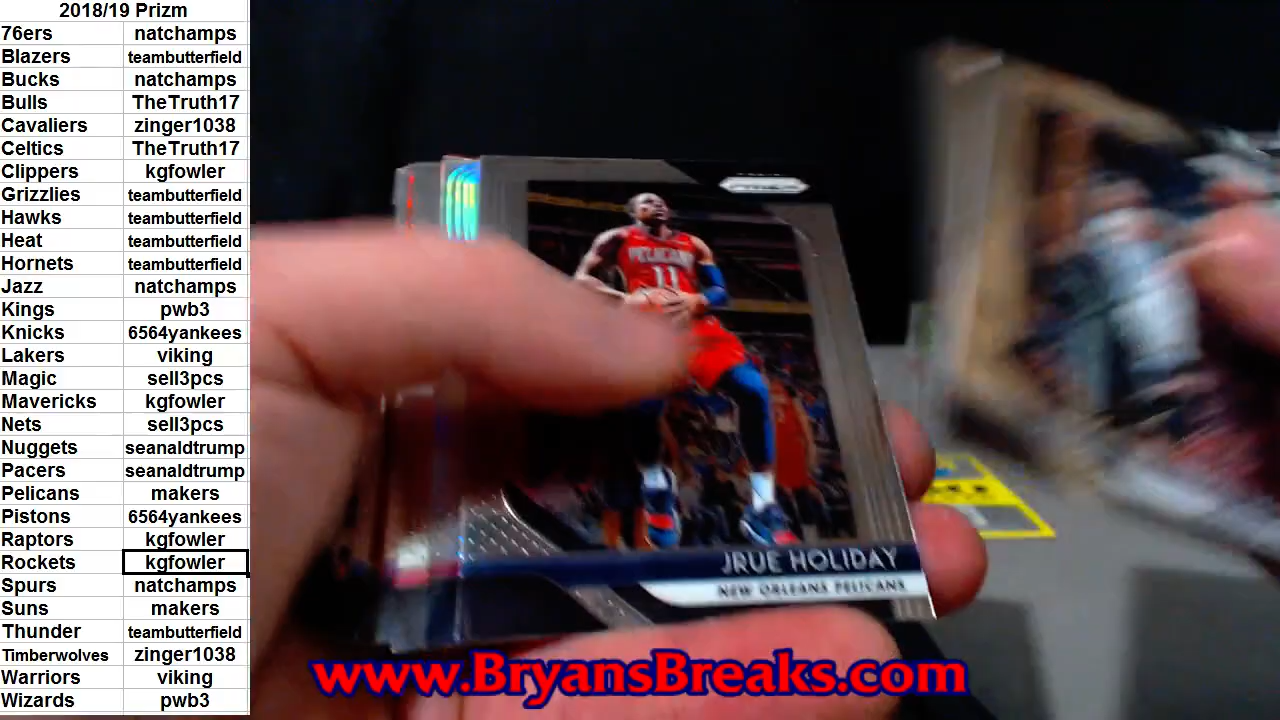 2018/19 Prizm
76ers natchamps
Blazers teambutterfield
Bucks natchamps
Bulls TheTruth17
Cavaliers zinger1038
Celtics TheTruth17
Clippers kgfowler
Grizzlies teambutterfield
Hawks teambutterfield
Heat teambutterfield
Hornets teambutterfield
Jazz natchamps
Kings pwb3
Knicks 6564yankees
Lakers viking
Magic sell3pcs
Mavericks kgfowler
Nets sell3pcs
Nuggets seanaldtrump
Pacers seanaldtrump
Pelicans makers
Pistons 6564yankees
Raptors kgfowler
Rockets kgfowler
Spurs natchamps
Suns makers
Thunder teambutterfield
Timberwolves zinger1038
Warriors viking
Wizards pwb3
PELICANS
11
JRUE HOLIDAY
NEW ORLEANS PELICANS
www.BryansBreaks.com